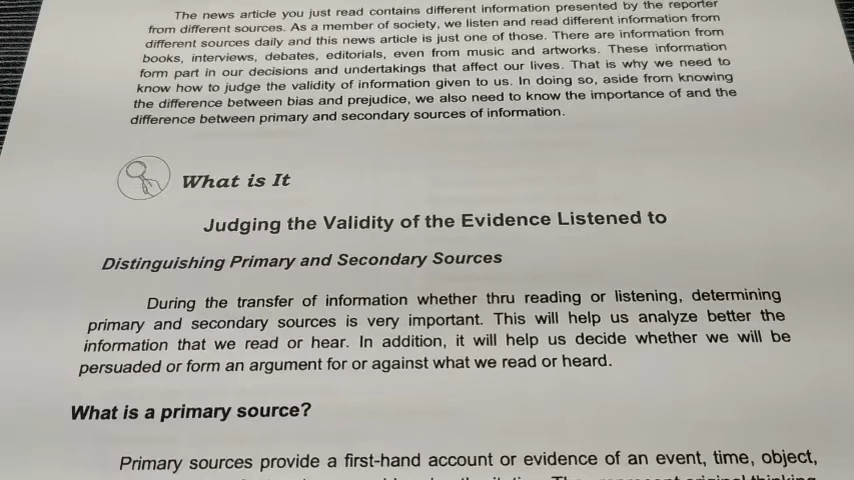 The news article you just read contains different information presented by the reporter
from different sources. As a member of society, we listen and read different information from
different sources daily and this news article is just one of those. There are information from
books, interviews, debates, editorials, even from music and artworks. These information
form part in our decisions and undertakings that affect our lives. That is why we need to
know how to judge the validity of information given to us. In doing so, aside from knowing
the difference between bias and prejudice, we also need to know the importance of and the
difference between primary and secondary sources of information.
What is It
Judging the Validity of the Evidence Listened to
Distinguishing Primary and Secondary Sources
During the transfer of information whether thru reading or listening, determining
primary and secondary sources is very important. This will help us analyze better the
information that we read or hear. In addition, it will help us decide whether we will be
persuaded or form an argument for or against what we read or heard.
What is a primary source?
Primary sources provide a first-hand account or evidence of an event, time, object,